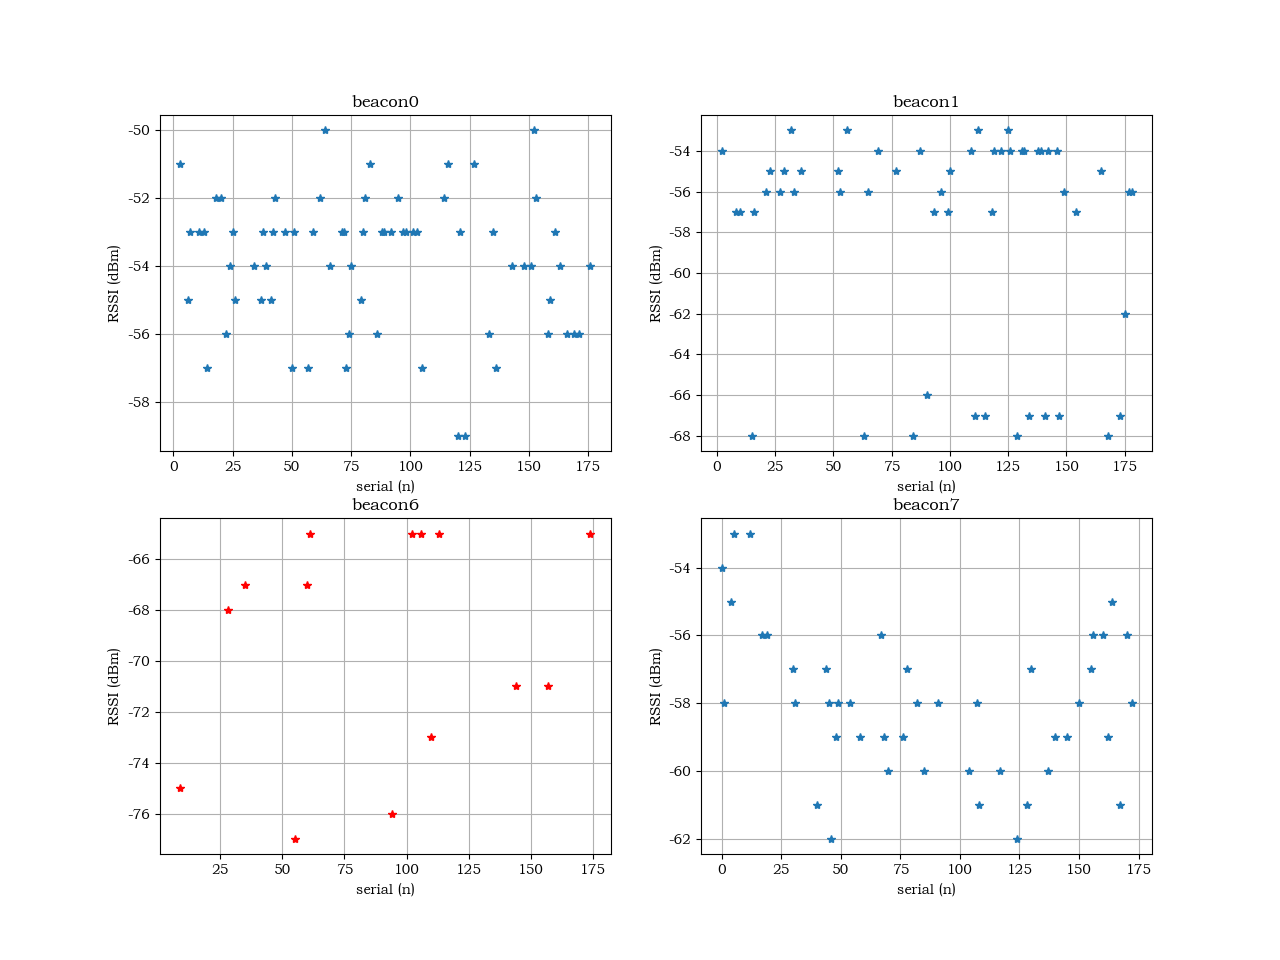 beacon0
-50
-52
-54
-56
-58
RSSI (dBm)
0 25 50 75 100 125 150 175
serial (n)
beacon1
-54
-56
-58
-60
-62
-64
-66
-68
RSSI (dBm)
0 25 50 75 100 125 150 175
serial (n)
beacon6
-66
-68
-70
-72
-74
-76
RSSI (dBm)
25 50 75 100 125 150 175
serial (n)
beacon7
-54
-56
-58
-60
-62
RSSI (dBm)
0 25 50 75 100 125 150 175
serial (n)